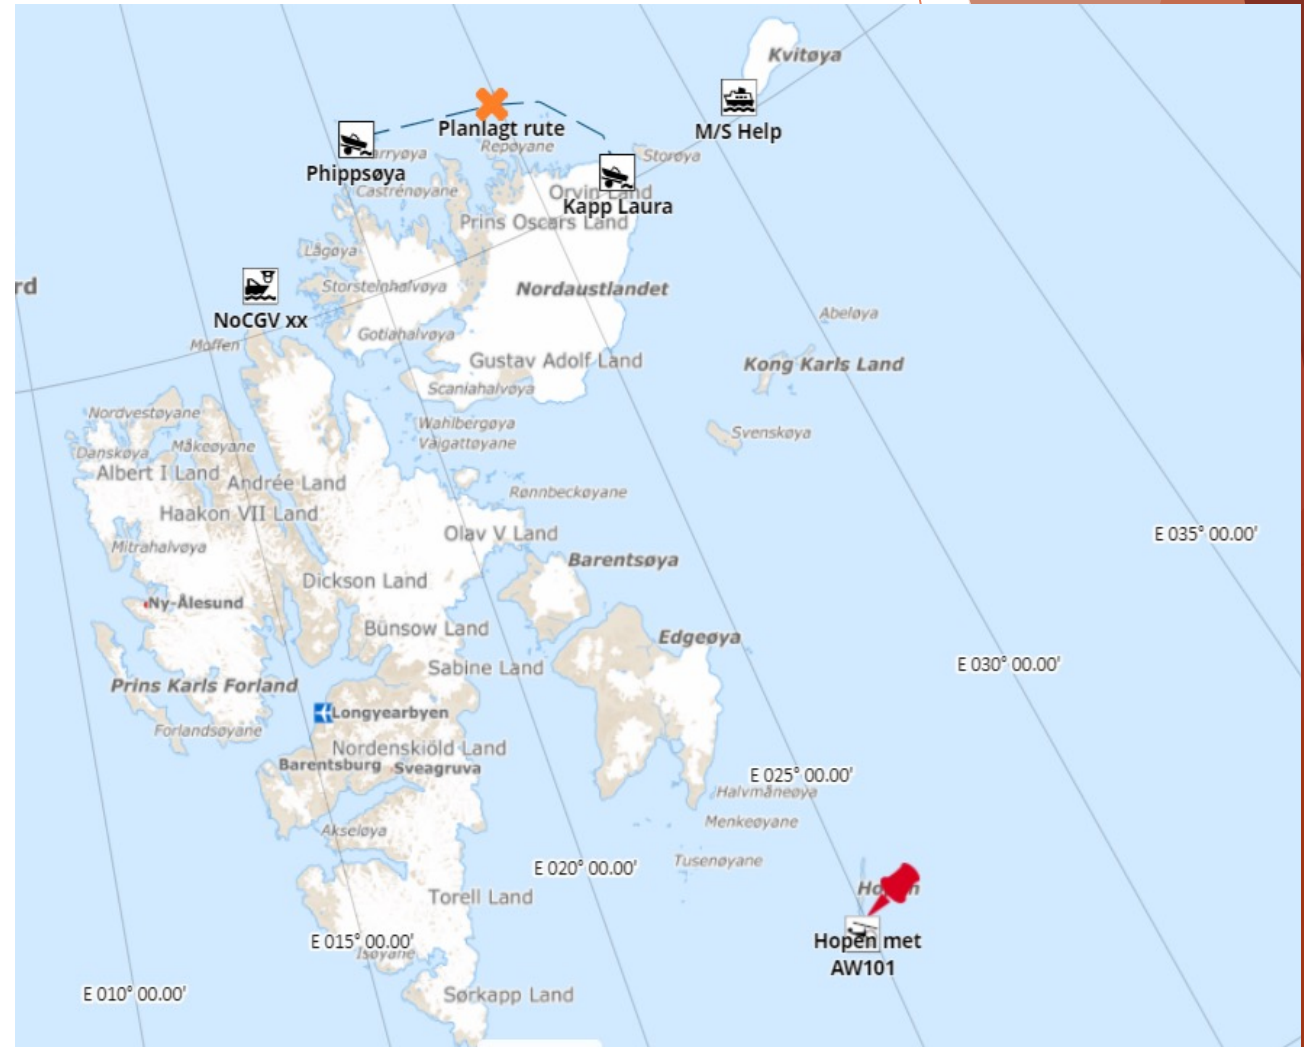 Kvitøya
M/S Help
Planlagt rute
Repøyane
Storøya
arryøya
Phippsøya
Castrénøyane
Orvin Land
Kapp Laura
Prins Oscars Land
Lågøya
rd
Storsteinhalvøya
Nordaustlandet
NoCGV xx
Abeløya
Moffen
Gotiahalvøya
Gustav Adolf Land
Kong Karls Land
Scaniahalvøya
Nordvestøyane
Wahlbergøya
Vaigattøyane
Svenskøya
Måkeøyane
Danskøya
Albert I Land
Andrée Land
Rønnbeckøyane
Haakon VII Land
Olav V Land
E 035° 00.00'
Mitrahalvøya
Barentsøya
Dickson Land
Ny-Ålesund
Bünsow Land
Edgeøya
E 030° 00.00'
Sabine Land
Prins Karls Forland
Longyearbyen
Forlandsøyane
Nordenskiöld Land
Barentsburg
Sveagruva
E 025° 00.00'
Halvmåneøya
Menkeøyane
Akseløya
Tusenøyane
E 020° 00.00'
Torell Land
Hopen met
AW101
E 015° 00.00'
Isøyane
E 010° 00.00'
Sørkapp Land